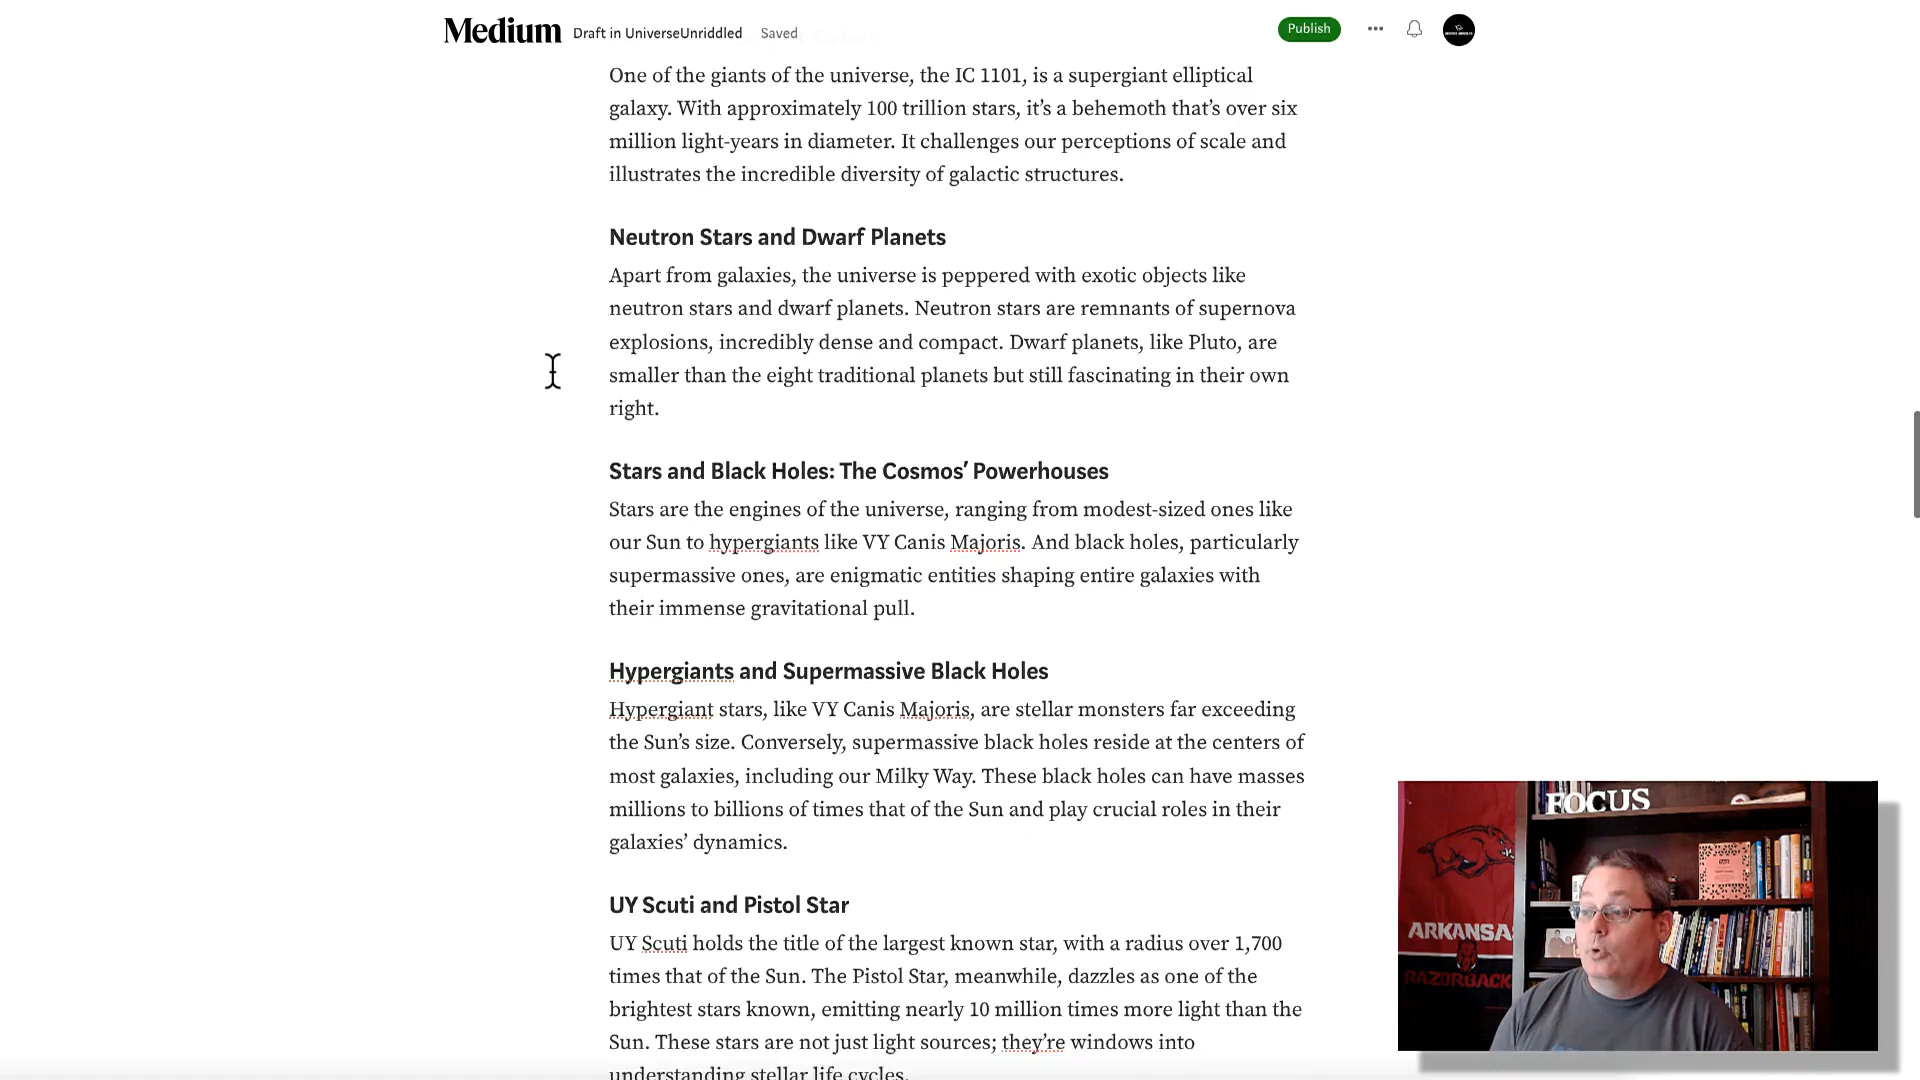 Medium Draft in UniverseUnriddled Saved Publish
One of the giants of the universe, the IC 1101, is a supergiant elliptical
galaxy. With approximately 100 trillion stars, it’s a behemoth that’s over six
million light-years in diameter. It challenges our perceptions of scale and
illustrates the incredible diversity of galactic structures.
Neutron Stars and Dwarf Planets
Apart from galaxies, the universe is peppered with exotic objects like
neutron stars and dwarf planets. Neutron stars are remnants of supernova
explosions, incredibly dense and compact. Dwarf planets, like Pluto, are
smaller than the eight traditional planets but still fascinating in their own
right.
Stars and Black Holes: The Cosmos’ Powerhouses
Stars are the engines of the universe, ranging from modest-sized ones like
our Sun to hypergiants like VY Canis Majoris. And black holes, particularly
supermassive ones, are enigmatic entities shaping entire galaxies with
their immense gravitational pull.
Hypergiants and Supermassive Black Holes
Hypergiant stars, like VY Canis Majoris, are stellar monsters far exceeding
the Sun’s size. Conversely, supermassive black holes reside at the centers of
most galaxies, including our Milky Way. These black holes can have masses
millions to billions of times that of the Sun and play crucial roles in their
galaxies’ dynamics.
UY Scuti and Pistol Star
UY Scuti holds the title of the largest known star, with a radius over 1,700
times that of the Sun. The Pistol Star, meanwhile, dazzles as one of the
brightest stars known, emitting nearly 10 million times more light than the
Sun. These stars are not just light sources; they’re windows into
understanding stellar life cycles.
FOCUS
ARKANSA
RAZORBACK